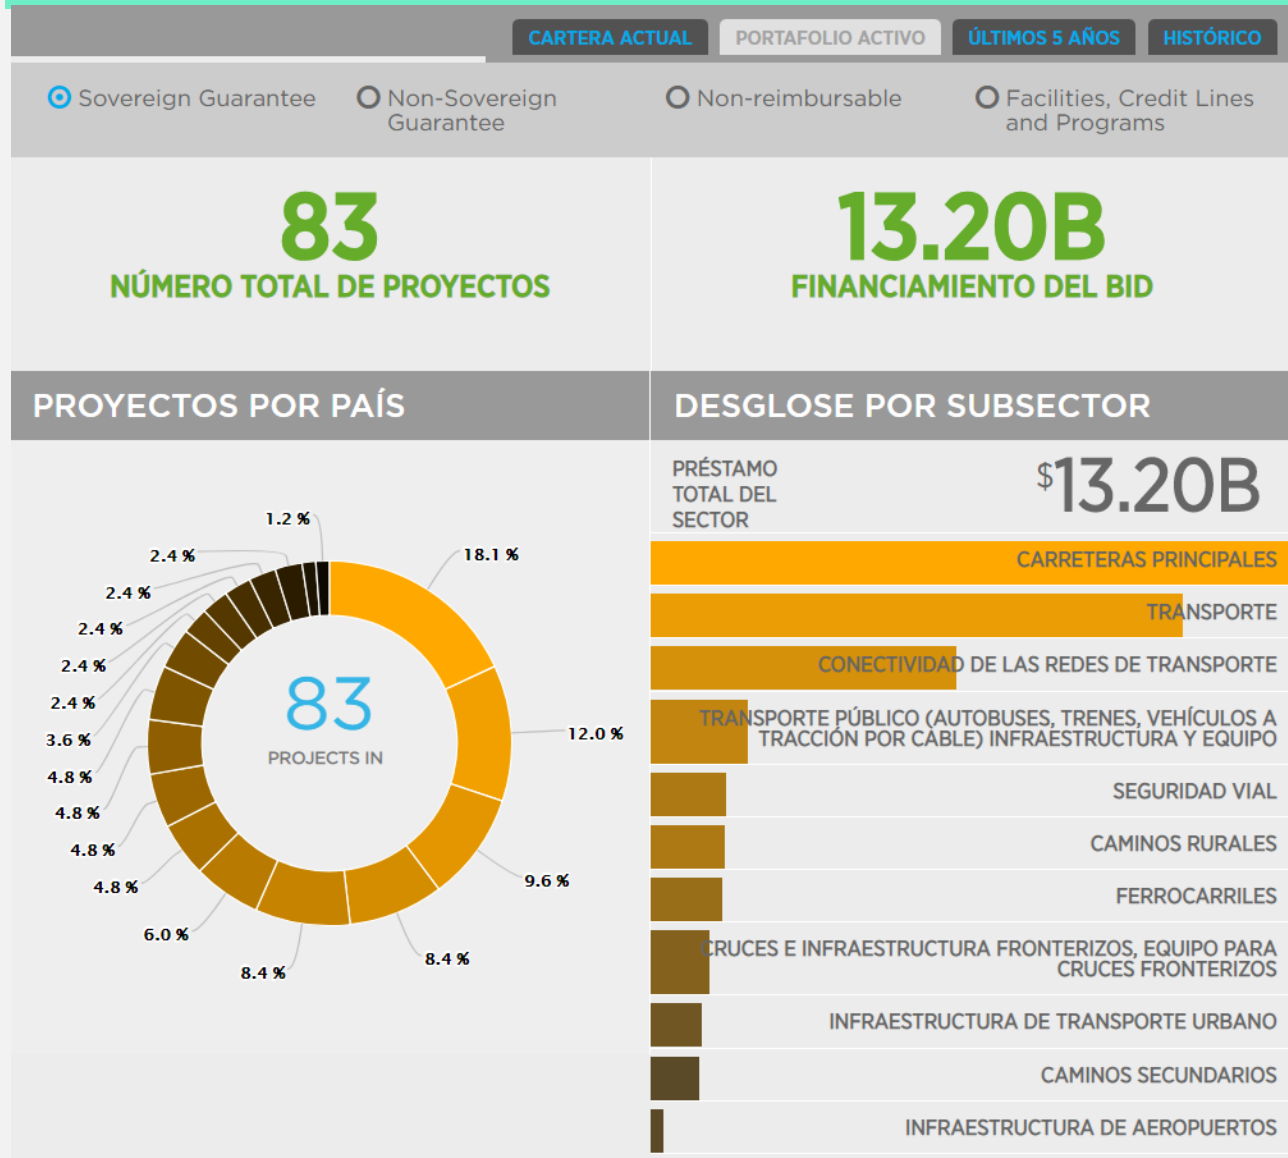 CARTERA ACTUAL
PORTAFOLIO ACTIVO
ÚLTIMOS 5 AÑOS
HISTÓRICO
Sovereign Guarantee
Non-Sovereign
Guarantee
Non-reimbursable
Facilities, Credit Lines
and Programs
83
NÚMERO TOTAL DE PROYECTOS
13.20B
FINANCIAMIENTO DEL BID
PROYECTOS POR PAÍS
1.2 %
2.4 %
2.4 %
2.4 %
2.4 %
2.4 %
3.6 %
4.8 %
4.8 %
4.8 %
4.8 %
6.0 %
8.4 %
8.4 %
9.6 %
12.0 %
18.1 %
83
PROJECTS IN
DESGLOSE POR SUBSECTOR
PRÉSTAMO
TOTAL DEL
SECTOR
$13.20B
CARRETERAS PRINCIPALES
TRANSPORTE
CONECTIVIDAD DE LAS REDES DE TRANSPORTE
TRANSPORTE PÚBLICO (AUTOBUSES, TRENES, VEHÍCULOS A
TRACCIÓN POR CABLE) INFRAESTRUCTURA Y EQUIPO
SEGURIDAD VIAL
CAMINOS RURALES
FERROCARRILES
CRUCES E INFRAESTRUCTURA FRONTERIZOS, EQUIPO PARA
CRUCES FRONTERIZOS
INFRAESTRUCTURA DE TRANSPORTE URBANO
CAMINOS SECUNDARIOS
INFRAESTRUCTURA DE AEROPUERTOS